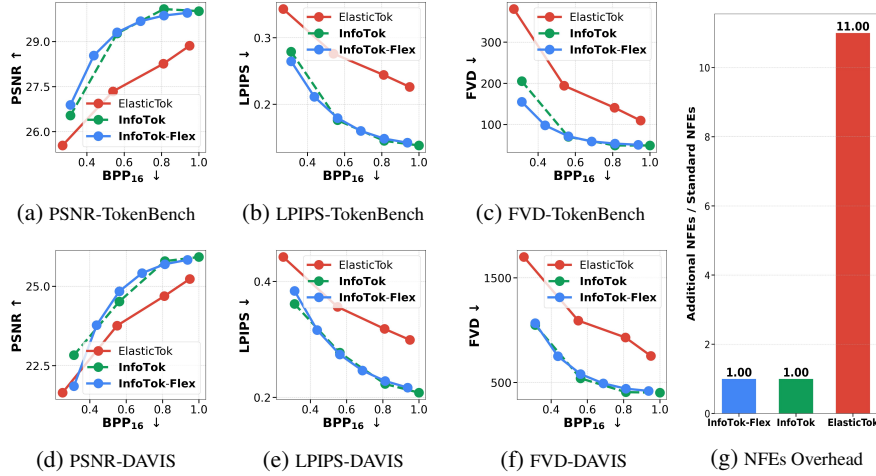 29.0
27.5
26.0
PSNR ↑
ElasticTok
InfoTok
InfoTok-Flex
0.4 0.6 0.8 1.0
BPP16 ↓
(a) PSNR-TokenBench
0.3
0.2
LPIPS ↓
ElasticTok
InfoTok
InfoTok-Flex
0.4 0.6 0.8 1.0
BPP16 ↓
(b) LPIPS-TokenBench
300
200
100
FVD ↓
ElasticTok
InfoTok
InfoTok-Flex
0.4 0.6 0.8 1.0
BPP16 ↓
(c) FVD-TokenBench
25.0
22.5
PSNR ↑
ElasticTok
InfoTok
InfoTok-Flex
0.4 0.6 0.8 1.0
BPP16 ↓
(d) PSNR-DAVIS
0.4
0.2
LPIPS ↓
ElasticTok
InfoTok
InfoTok-Flex
0.4 0.6 0.8 1.0
BPP16 ↓
(e) LPIPS-DAVIS
1500
500
FVD ↓
ElasticTok
InfoTok
InfoTok-Flex
0.4 0.6 0.8 1.0
BPP16 ↓
(f) FVD-DAVIS
Additional NFEs / Standard NFEs
10
8
6
4
2
0
1.00
1.00
11.00
InfoTok-Flex InfoTok ElasticTok
(g) NFEs Overhead